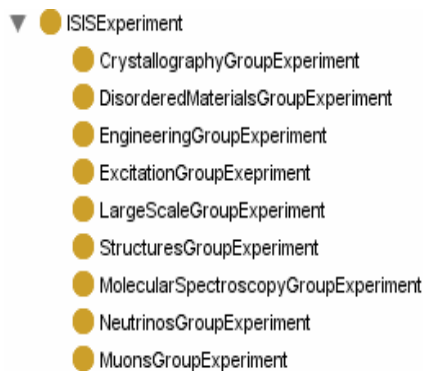 ISISExperiment
CrystallographyGroupExperiment
DisorderedMaterialsGroupExperiment
EngineeringGroupExperiment
ExcitationGroupExepriment
LargeScaleGroupExperiment
StructuresGroupExperiment
MolecularSpectroscopyGroupExperiment
NeutrinosGroupExperiment
MuonsGroupExperiment